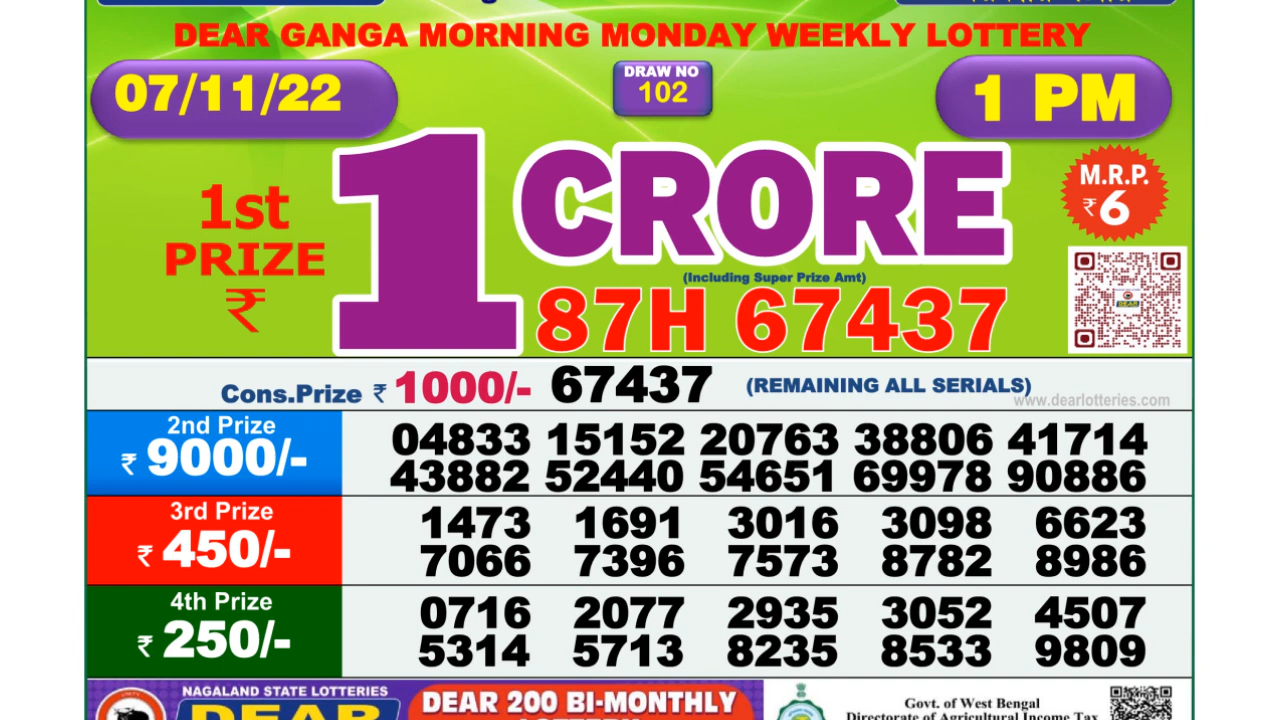 DEAR GANGA MORNING MONDAY WEEKLY LOTTERY
07/11/22
DRAW NO
102
1 PM
1st
PRIZE
₹
1 CRORE
(Including Super Prize Amt)
87H 67437
M.R.P.
₹6
DEAR
Cons.Prize ₹ 1000/- 67437 (REMAINING ALL SERIALS)
www.dearlotteries.com
2nd Prize
₹ 9000/-
04833 15152 20763 38806 41714
43882 52440 54651 69978 90886
3rd Prize
₹ 450/-
1473 1691 3016 3098 6623
7066 7396 7573 8782 8986
4th Prize
₹ 250/-
0716 2077 2935 3052 4507
5314 5713 8235 8533 9809
NAGALAND STATE LOTTERIES
DEAR
DEAR 200 BI-MONTHLY
LOTTERY
Govt. of West Bengal
Directorate of Agricultural Income Tax